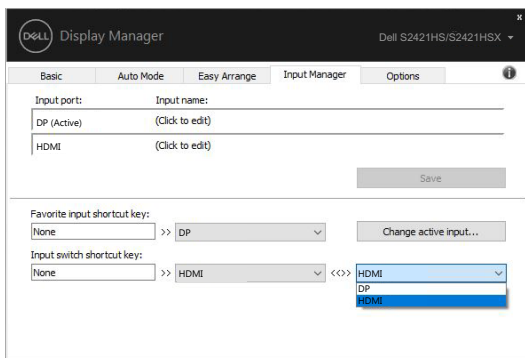 DELL Display Manager
Dell S2421HS/S2421HSX
x
Basic Auto Mode Easy Arrange Input Manager Options i
Input port: Input name:
DP (Active) (Click to edit)
HDMI (Click to edit)
Save
Favorite input shortcut key:
None >> DP Change active input...
Input switch shortcut key:
None >> HDMI <<>> HDMI
DP
HDMI